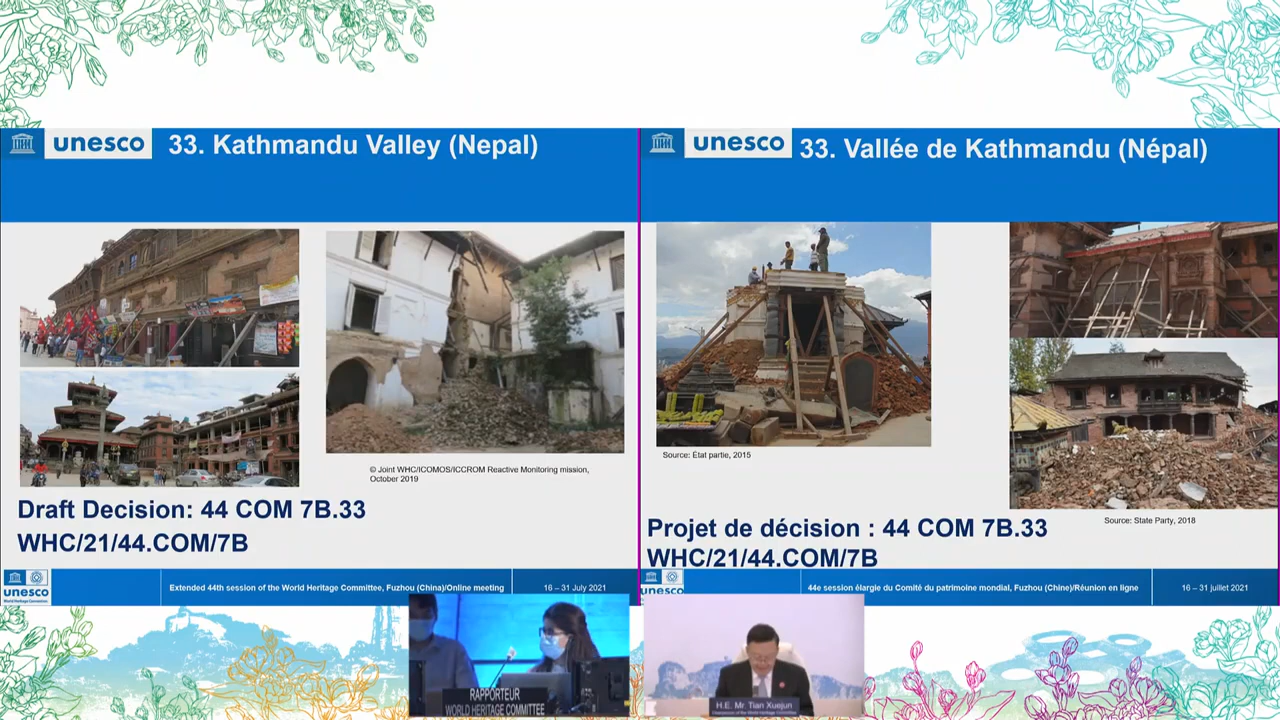 unesco
33. Kathmandu Valley (Nepal)
© Joint WHC/ICOMOS/ICCROM Reactive Monitoring mission,
October 2019
Draft Decision: 44 COM 7B.33
WHC/21/44.COM/7B
unesco
Extended 44th session of the World Heritage Committee, Fuzhou (China)/Online meeting
16 – 31 July 2021
unesco
33. Vallée de Kathmandu (Népal)
Source: État partie, 2015
Source: State Party, 2018
Projet de décision : 44 COM 7B.33
WHC/21/44.COM/7B
unesco
44e session élargie du Comité du patrimoine mondial, Fuzhou (Chine)/Réunion en ligne
16 – 31 juillet 2021
RAPPORTEUR
WORLD HERITAGE COMMITTEE
H.E. Mr. Tian Xuejun